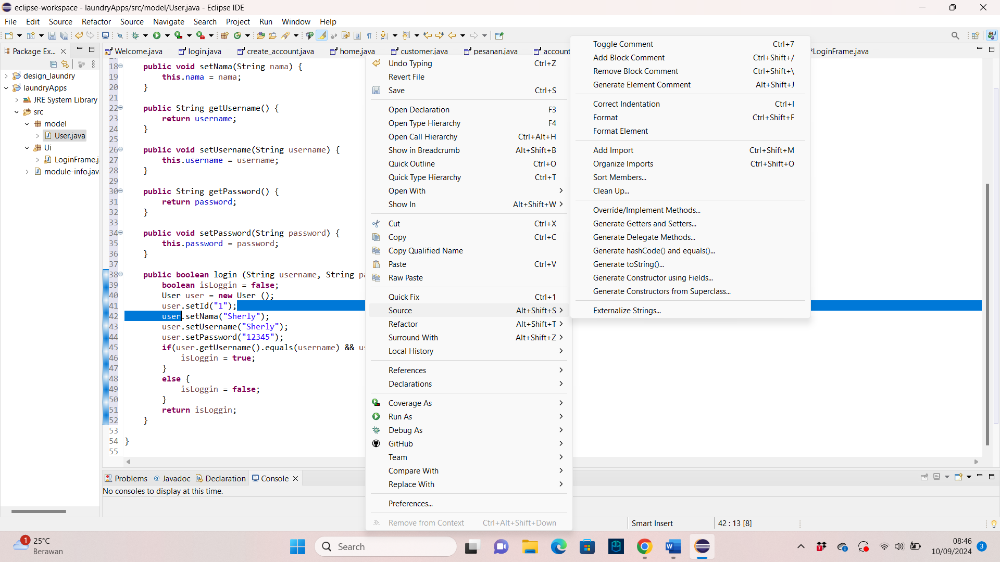 eclipse-workspace - laundryApps/src/model/User.java - Eclipse IDE
File Edit Source Refactor Source Navigate Search Project Run Window Help
Package Ex...
design_laundry
laundryApps
JRE System Library
src
model
User.java
Ui
LoginFrame.j
module-info.jav
Welcome.java login.java create_account.java home.java customer.java pesanan.java account *LoginFrame.java
18 public void setNama(String nama) {
19 this.nama = nama;
20 }
21
22 public String getUsername() {
23 return username;
24 }
25
26 public void setUsername(String username) {
27 this.username = username;
28 }
29
30 public String getPassword() {
31 return password;
32 }
33
34 public void setPassword(String password) {
35 this.password = password;
36 }
37
38 public boolean login (String username, String pa
39 boolean isLoggin = false;
40 User user = new User ();
41 user.setId("1");
42 user.setNama("Sherly");
43 user.setUsername("Sherly");
44 user.setPassword("12345");
45 if(user.getUsername().equals(username) && us
46 isLoggin = true;
47 }
48 else {
49 isLoggin = false;
50 }
51 return isLoggin;
52 }
53
54 }
55
Undo Typing Ctrl+Z
Revert File
Save Ctrl+S
Open Declaration F3
Open Type Hierarchy F4
Open Call Hierarchy Ctrl+Alt+H
Show in Breadcrumb Alt+Shift+B
Quick Outline Ctrl+O
Quick Type Hierarchy Ctrl+T
Open With
Show In Alt+Shift+W
Cut Ctrl+X
Copy Ctrl+C
Copy Qualified Name
Paste Ctrl+V
Raw Paste
Quick Fix Ctrl+1
Source Alt+Shift+S
Refactor Alt+Shift+T
Surround With Alt+Shift+Z
Local History
References
Declarations
Coverage As
Run As
Debug As
GitHub
Team
Compare With
Replace With
Preferences...
Remove from Context Ctrl+Alt+Shift+Down
Toggle Comment Ctrl+7
Add Block Comment Ctrl+Shift+/
Remove Block Comment Ctrl+Shift+\
Generate Element Comment Alt+Shift+J
Correct Indentation Ctrl+I
Format Ctrl+Shift+F
Format Element
Add Import Ctrl+Shift+M
Organize Imports Ctrl+Shift+O
Sort Members...
Clean Up...
Override/Implement Methods...
Generate Getters and Setters...
Generate Delegate Methods...
Generate hashCode() and equals()...
Generate toString()...
Generate Constructor using Fields...
Generate Constructors from Superclass...
Externalize Strings...
Problems @ Javadoc Declaration Console
No consoles to display at this time.
Smart Insert 42 : 13 [8]
1
25°C
Berawan
Search
7
08:46
10/09/2024
3